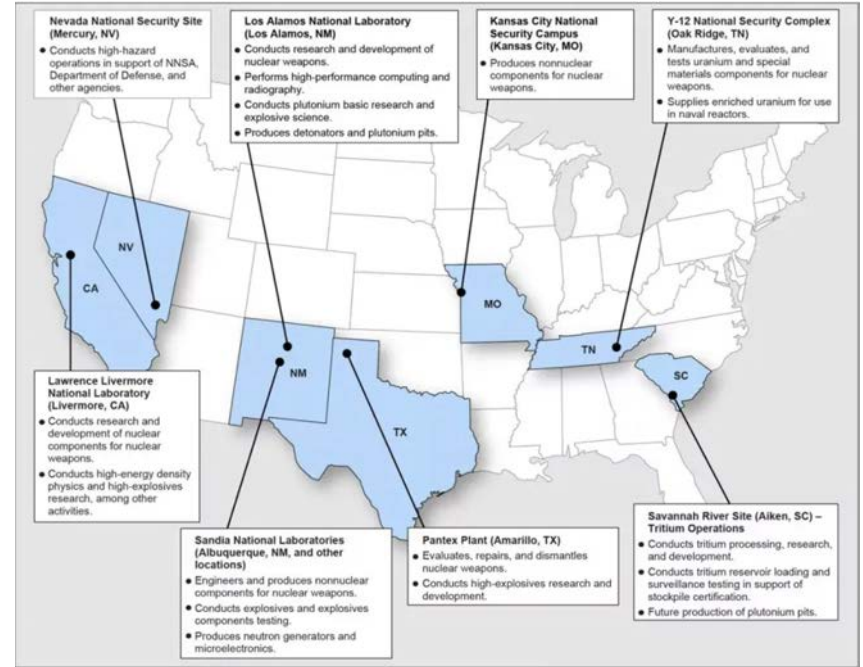 Nevada National Security Site
(Mercury, NV)
● Conducts high-hazard
operations in support of NNSA,
Department of Defense, and
other agencies.
Los Alamos National Laboratory
(Los Alamos, NM)
● Conducts research and development of
nuclear weapons.
● Performs high-performance computing and
radiography.
● Conducts plutonium basic research and
explosive science.
● Produces detonators and plutonium pits.
Kansas City National
Security Campus
(Kansas City, MO)
● Produces nonnuclear
components for nuclear
weapons.
Y-12 National Security Complex
(Oak Ridge, TN)
● Manufactures, evaluates, and
tests uranium and special
materials components for nuclear
weapons.
● Supplies enriched uranium for use
in naval reactors.
NV
CA
MO
TN
SC
NM
TX
Lawrence Livermore
National Laboratory
(Livermore, CA)
● Conducts research and
development of nuclear
components for nuclear
weapons.
● Conducts high-energy density
physics and high-explosives
research, among other
activities.
Sandia National Laboratories
(Albuquerque, NM, and other
locations)
● Engineers and produces nonnuclear
components for nuclear weapons.
● Conducts explosives and explosives
components testing.
● Produces neutron generators and
microelectronics.
Pantex Plant (Amarillo, TX)
● Evaluates, repairs, and dismantles
nuclear weapons.
● Conducts high-explosives research and
development.
Savannah River Site (Aiken, SC) –
Tritium Operations
● Conducts tritium processing, research,
and development.
● Conducts tritium reservoir loading and
surveillance testing in support of
stockpile certification.
● Future production of plutonium pits.